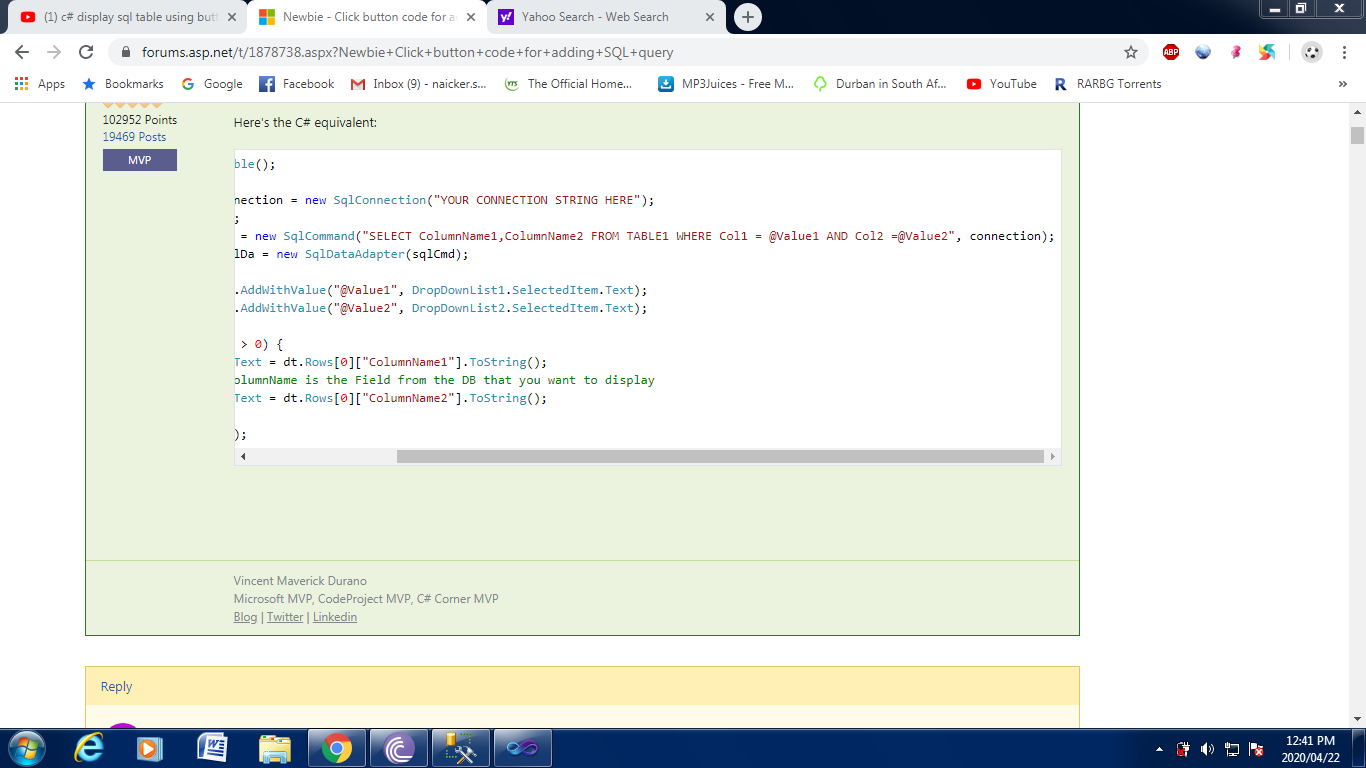 (1) c# display sql table using butt
Newbie - Click button code for a
Yahoo Search - Web Search
forums.asp.net/t/1878738.aspx?Newbie+Click+button+code+for+adding+SQL+query
ABP
Apps
Bookmarks
Google
Facebook
Inbox (9) - naicker.s...
The Official Home...
MP3Juices - Free M...
Durban in South Af...
YouTube
RARBG Torrents
»
102952 Points
19469 Posts
MVP
Here's the C# equivalent:
ble();
nection = new SqlConnection("YOUR CONNECTION STRING HERE");
;
= new SqlCommand("SELECT ColumnName1,ColumnName2 FROM TABLE1 WHERE Col1 = @Value1 AND Col2 =@Value2", connection);
lDa = new SqlDataAdapter(sqlCmd);
.AddWithValue("@Value1", DropDownList1.SelectedItem.Text);
.AddWithValue("@Value2", DropDownList2.SelectedItem.Text);
> 0) {
Text = dt.Rows[0]["ColumnName1"].ToString();
olumnName is the Field from the DB that you want to display
Text = dt.Rows[0]["ColumnName2"].ToString();
);
Vincent Maverick Durano
Microsoft MVP, CodeProject MVP, C# Corner MVP
Blog | Twitter | Linkedin
Reply
12:41 PM
2020/04/22